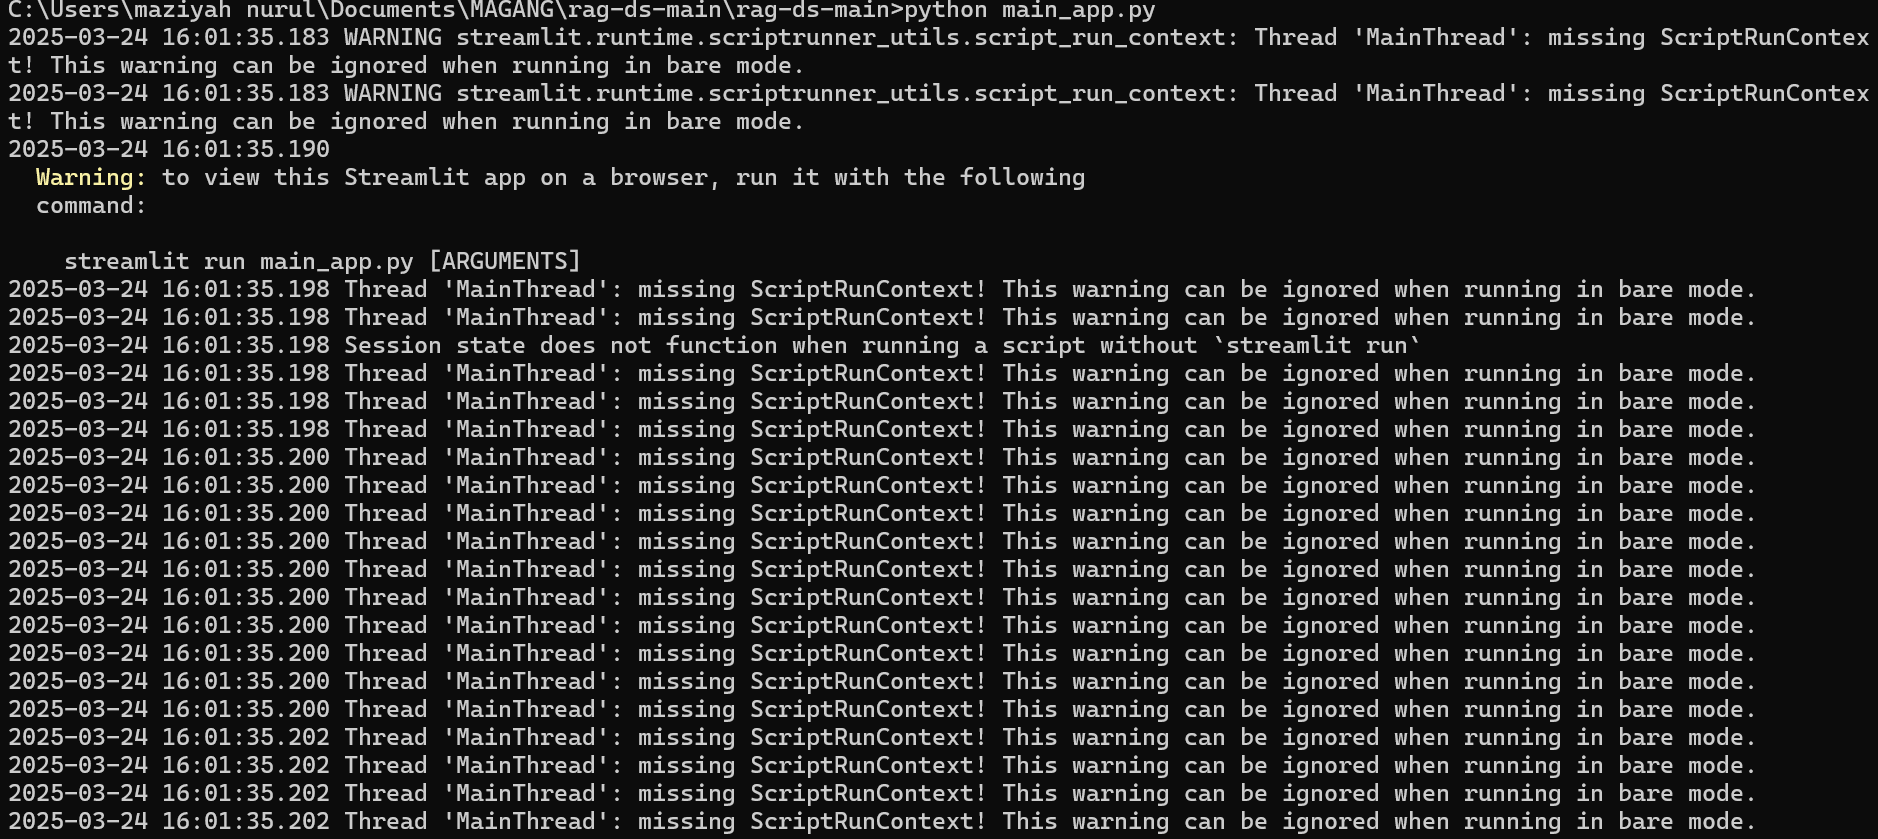 C:\Users\maziyah nurul\Documents\MAGANG\rag-ds-main\rag-ds-main>python main_app.py
2025-03-24 16:01:35.183 WARNING streamlit.runtime.scriptrunner_utils.script_run_context: Thread 'MainThread': missing ScriptRunContex
t! This warning can be ignored when running in bare mode.
2025-03-24 16:01:35.183 WARNING streamlit.runtime.scriptrunner_utils.script_run_context: Thread 'MainThread': missing ScriptRunContex
t! This warning can be ignored when running in bare mode.
2025-03-24 16:01:35.190
Warning: to view this Streamlit app on a browser, run it with the following
command:
streamlit run main_app.py [ARGUMENTS]
2025-03-24 16:01:35.198 Thread 'MainThread': missing ScriptRunContext! This warning can be ignored when running in bare mode.
2025-03-24 16:01:35.198 Thread 'MainThread': missing ScriptRunContext! This warning can be ignored when running in bare mode.
2025-03-24 16:01:35.198 Session state does not function when running a script without `streamlit run`
2025-03-24 16:01:35.198 Thread 'MainThread': missing ScriptRunContext! This warning can be ignored when running in bare mode.
2025-03-24 16:01:35.198 Thread 'MainThread': missing ScriptRunContext! This warning can be ignored when running in bare mode.
2025-03-24 16:01:35.198 Thread 'MainThread': missing ScriptRunContext! This warning can be ignored when running in bare mode.
2025-03-24 16:01:35.200 Thread 'MainThread': missing ScriptRunContext! This warning can be ignored when running in bare mode.
2025-03-24 16:01:35.200 Thread 'MainThread': missing ScriptRunContext! This warning can be ignored when running in bare mode.
2025-03-24 16:01:35.200 Thread 'MainThread': missing ScriptRunContext! This warning can be ignored when running in bare mode.
2025-03-24 16:01:35.200 Thread 'MainThread': missing ScriptRunContext! This warning can be ignored when running in bare mode.
2025-03-24 16:01:35.200 Thread 'MainThread': missing ScriptRunContext! This warning can be ignored when running in bare mode.
2025-03-24 16:01:35.200 Thread 'MainThread': missing ScriptRunContext! This warning can be ignored when running in bare mode.
2025-03-24 16:01:35.200 Thread 'MainThread': missing ScriptRunContext! This warning can be ignored when running in bare mode.
2025-03-24 16:01:35.200 Thread 'MainThread': missing ScriptRunContext! This warning can be ignored when running in bare mode.
2025-03-24 16:01:35.200 Thread 'MainThread': missing ScriptRunContext! This warning can be ignored when running in bare mode.
2025-03-24 16:01:35.200 Thread 'MainThread': missing ScriptRunContext! This warning can be ignored when running in bare mode.
2025-03-24 16:01:35.202 Thread 'MainThread': missing ScriptRunContext! This warning can be ignored when running in bare mode.
2025-03-24 16:01:35.202 Thread 'MainThread': missing ScriptRunContext! This warning can be ignored when running in bare mode.
2025-03-24 16:01:35.202 Thread 'MainThread': missing ScriptRunContext! This warning can be ignored when running in bare mode.
2025-03-24 16:01:35.202 Thread 'MainThread': missing ScriptRunContext! This warning can be ignored when running in bare mode.